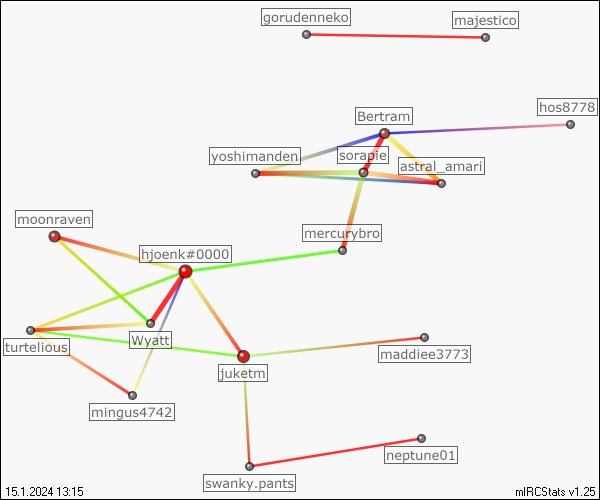 gorudenneko
majestico
hos8778
Bertram
yoshimanden
sorapie
astral_amari
moonraven
mercurybro
hjoenk#0000
turtelious
Wyatt
maddiee3773
juketm
mingus4742
neptune01
swanky.pants
15.1.2024 13:15
mIRCStats v1.25